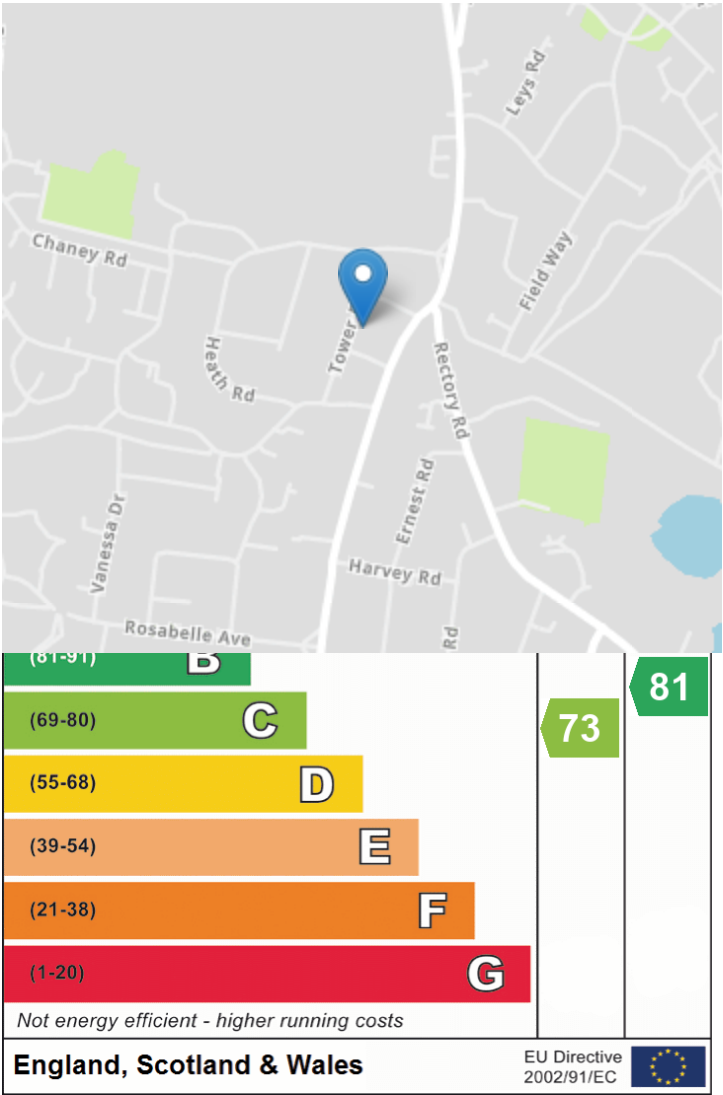 Leys Rd
Chaney Rd
Field Way
Tower
Heath Rd
Rectory Rd
Ernest Rd
Vanessa Dr
Harvey Rd
Rosabelle Ave
Rd
(81-91) B
81
(69-80) C
73
(55-68) D
(39-54) E
(21-38) F
(1-20) G
Not energy efficient - higher running costs
England, Scotland & Wales
EU Directive
2002/91/EC